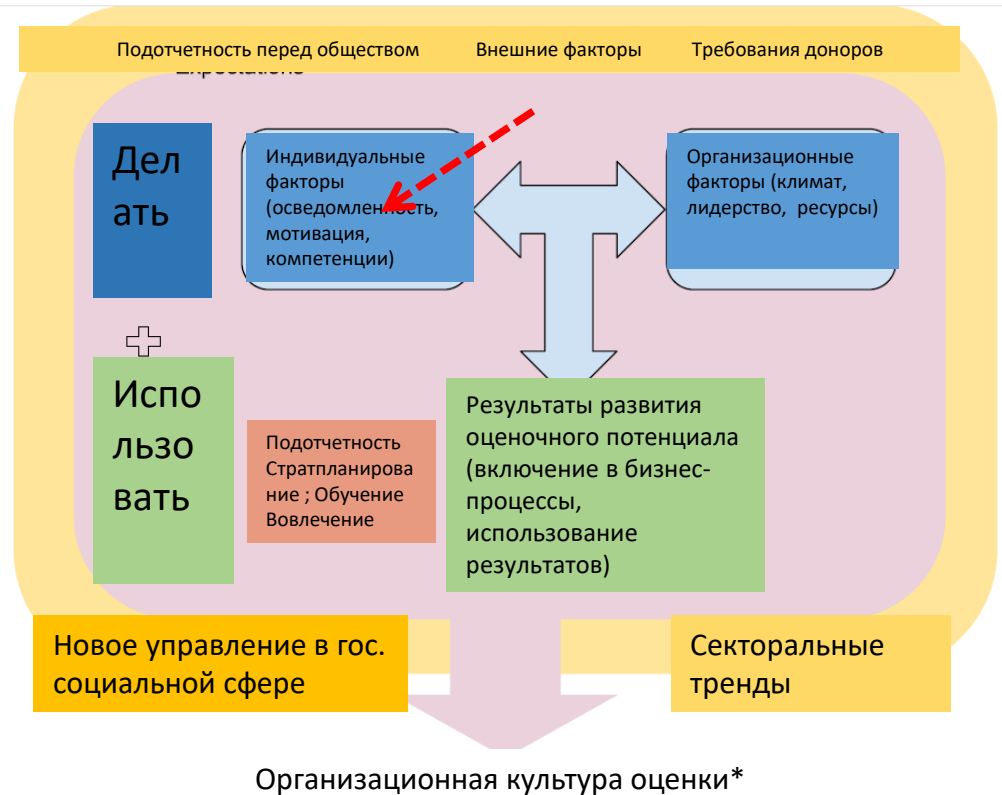 Подотчетность перед обществом Внешние факторы Требования доноров
Expectations
Дел
ать
Индивидуальные
факторы
(осведомленность,
мотивация,
компетенции)
Организационные
факторы (климат,
лидерство, ресурсы)
Испо
льзо
вать
Подотчетность
Стратпланирова
ние ; Обучение
Вовлечение
Результаты развития
оценочного потенциала
(включение в бизнес-
процессы,
использование
результатов)
Новое управление в гос.
социальной сфере
Секторальные
тренды
Организационная культура оценки*